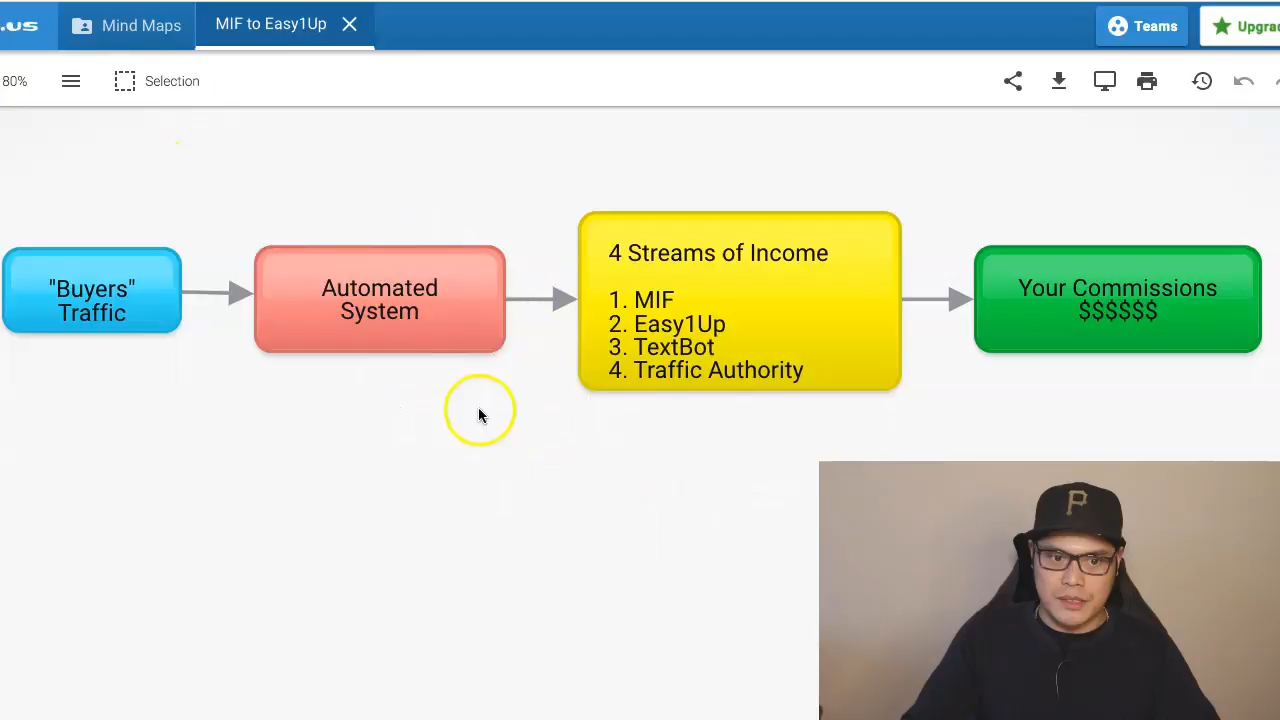 .us
Mind Maps
MIF to Easy1Up
Teams
80%
Selection
"Buyers"
Traffic
Automated
System
4 Streams of Income
1. MIF
2. Easy1Up
3. TextBot
4. Traffic Authority
Your Commissions
$$$$$$
P